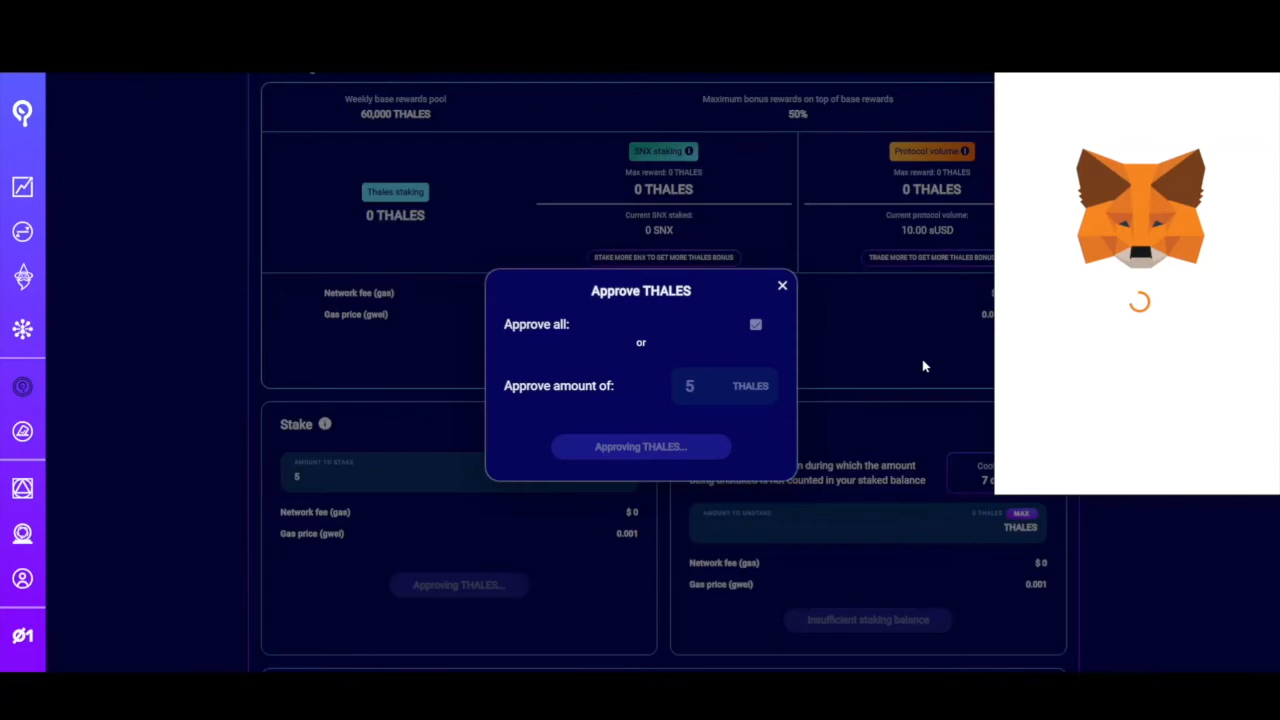 Weekly base rewards pool
60,000 THALES
Maximum bonus rewards on top of base rewards
50%
Thales staking
0 THALES
SNX staking
Max reward: 0 THALES
0 THALES
Current SNX staked:
0 SNX
STAKE MORE SNX TO GET MORE THALES BONUS
Protocol volume
Max reward: 0 THALES
0 THALES
Current protocol volume:
10.00 sUSD
TRADE MORE TO GET MORE THALES BONUS
Network fee (gas)
Gas price (gwei)
$
0.0
Approve THALES
Approve all:
or
Approve amount of:
5 THALES
Approving THALES...
Stake
AMOUNT TO STAKE
5
Network fee (gas) $ 0
Gas price (gwei) 0.001
Approving THALES...
during which the amount
being unstaked is not counted in your staked balance
7 d
AMOUNT TO UNSTAKE
THALES MAX
THALES
Network fee (gas) $ 0
Gas price (gwei) 0.001
Insufficient staking balance
01